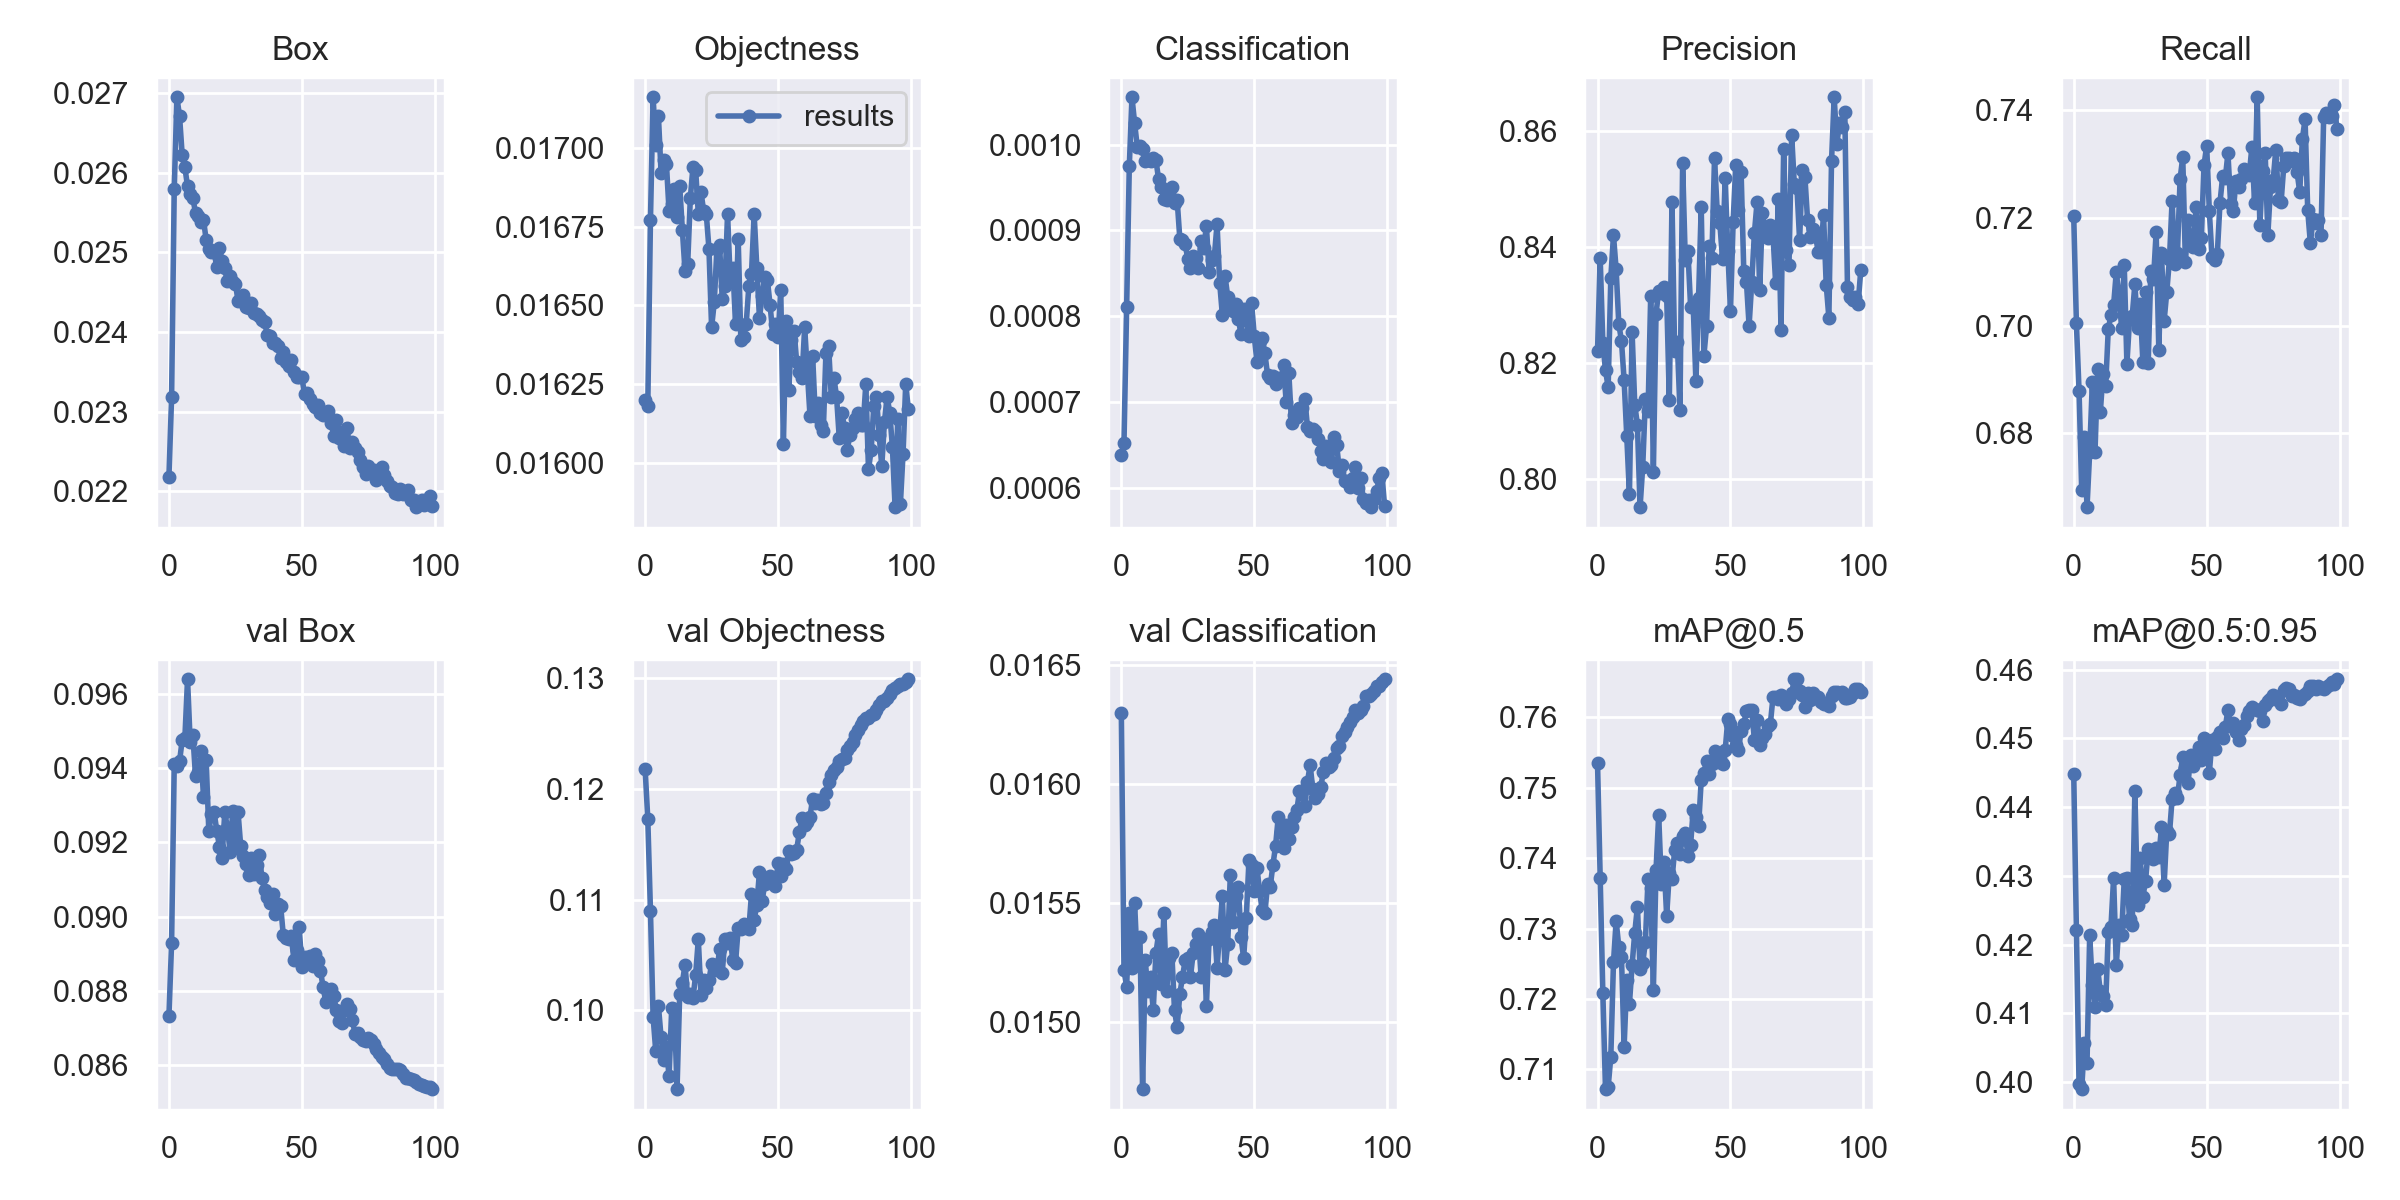 Box
0.027
0.026
0.025
0.024
0.023
0.022
0 50 100
Objectness
results
0.01700
0.01675
0.01650
0.01625
0.01600
0 50 100
Classification
0.0010
0.0009
0.0008
0.0007
0.0006
0 50 100
Precision
0.86
0.84
0.82
0.80
0 50 100
Recall
0.74
0.72
0.70
0.68
0 50 100
val Box
0.096
0.094
0.092
0.090
0.088
0.086
0 50 100
val Objectness
0.13
0.12
0.11
0.10
0 50 100
val Classification
0.0165
0.0160
0.0155
0.0150
0 50 100
mAP@0.5
0.76
0.75
0.74
0.73
0.72
0.71
0 50 100
mAP@0.5:0.95
0.46
0.45
0.44
0.43
0.42
0.41
0.40
0 50 100